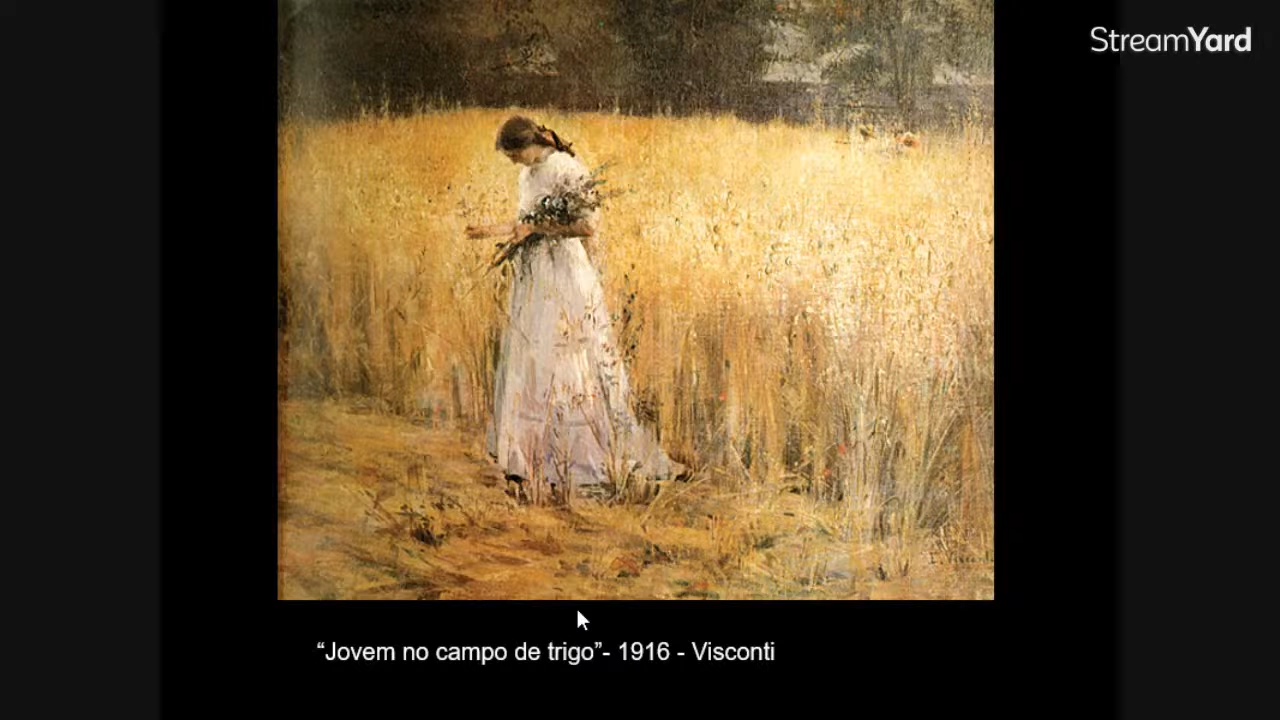 StreamYard
“Jovem no campo de trigo”- 1916 - Visconti